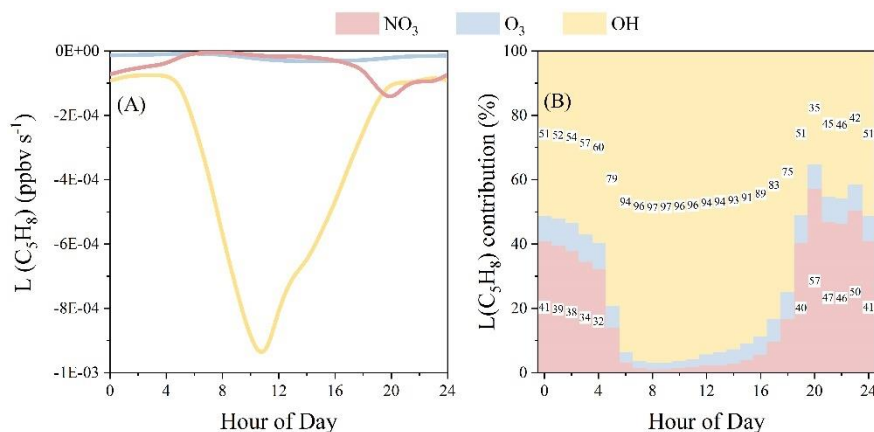 NO₃ O₃ OH
(A)
L ((C₅H₈) (ppbv s⁻¹)
0E+00
-2E-04
-4E-04
-6E-04
-8E-04
-1E-03
0 4 8 12 16 20 24
Hour of Day
(B)
L(C₅H₈) contribution (%)
100
80
60
40
20
0
51 52 54 57 60 79 94 96 97 97 96 96 94 94 93 91 89 83 75 51 35 45 46 42 51
41 39 38 34 32 40 57 47 46 50 41
0 4 8 12 16 20 24
Hour of Day